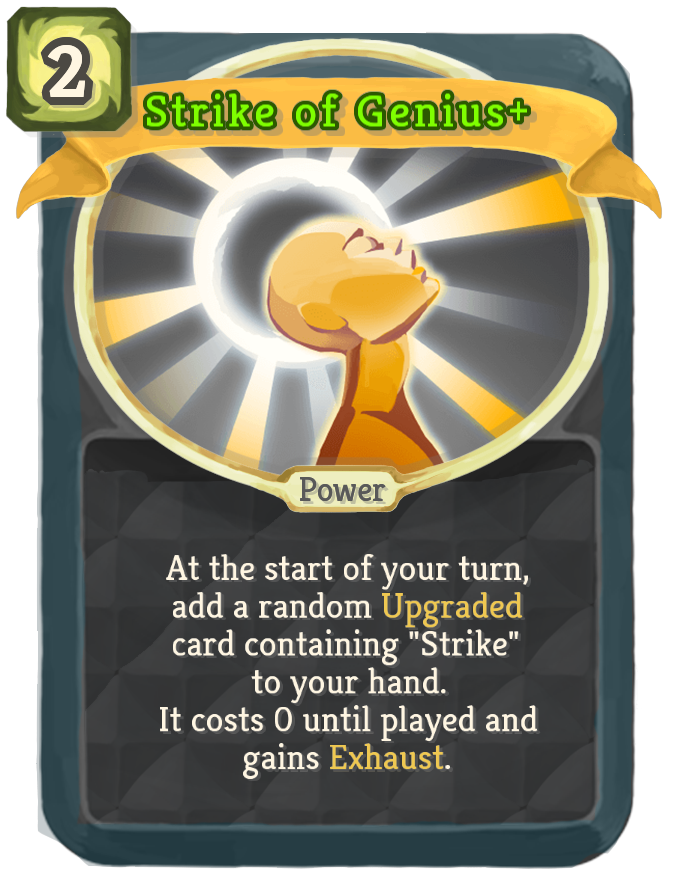 2
Strike of Genius+
Power
At the start of your turn,
add a random Upgraded
card containing "Strike"
to your hand.
It costs 0 until played and
gains Exhaust.